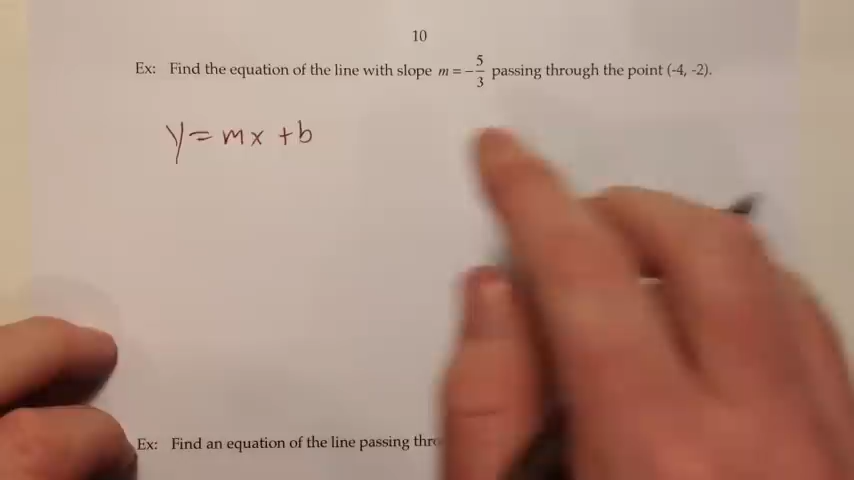 10
Ex: Find the equation of the line with slope m = -5/3 passing through the point (-4, -2).
y = mx + b
Ex: Find an equation of the line passing